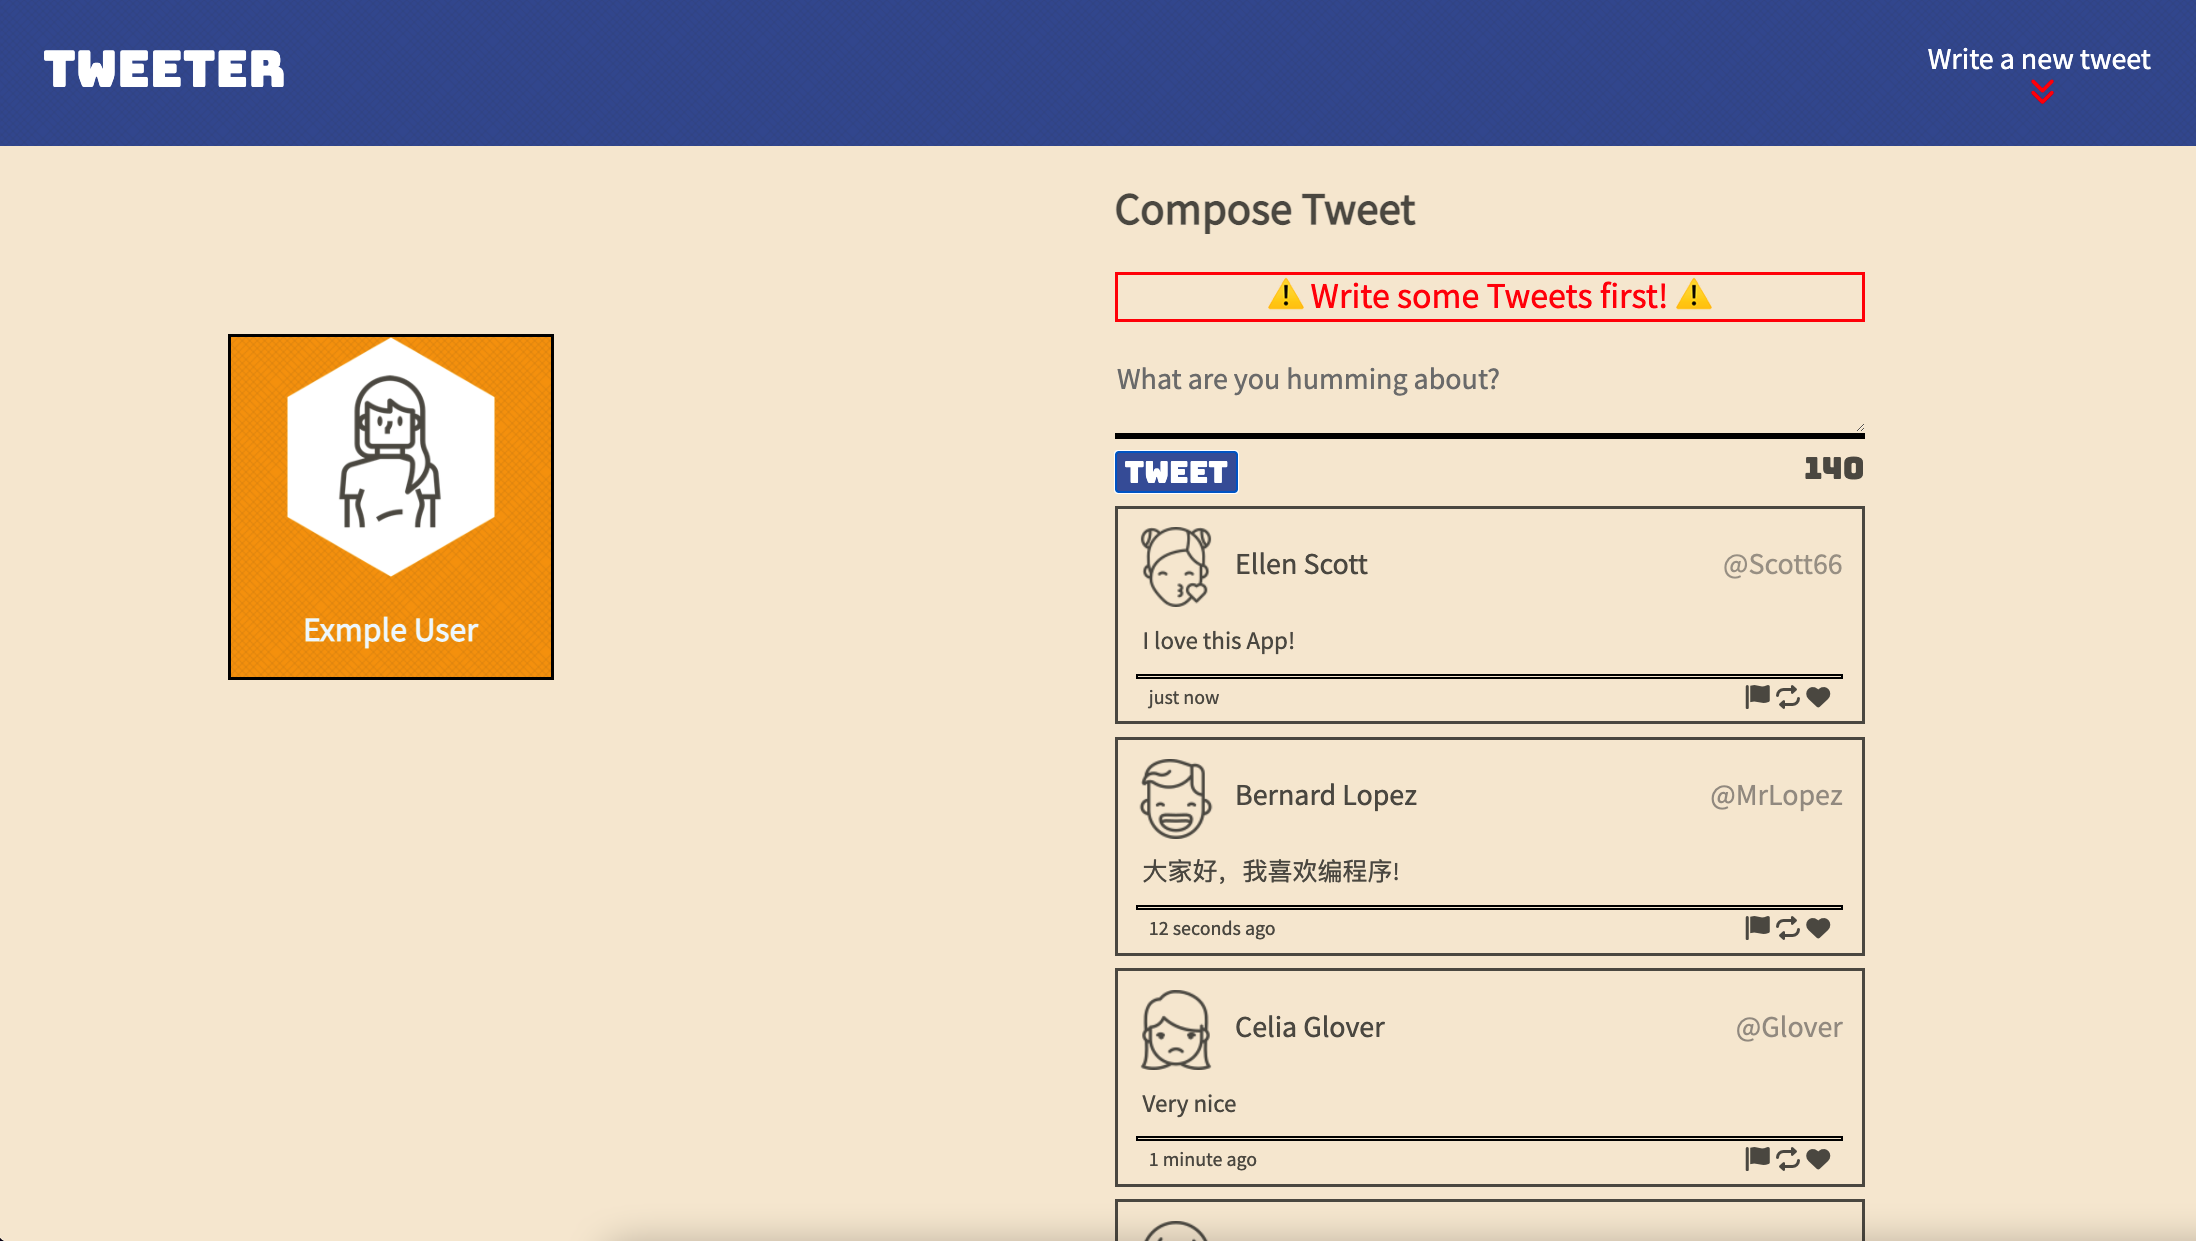 TWEETER
Write a new tweet
Compose Tweet
⚠️ Write some Tweets first! ⚠️
What are you humming about?
TWEET
140
Exmple User
Ellen Scott
@Scott66
I love this App!
just now
Bernard Lopez
@MrLopez
大家好，我喜欢编程序!
12 seconds ago
Celia Glover
@Glover
Very nice
1 minute ago